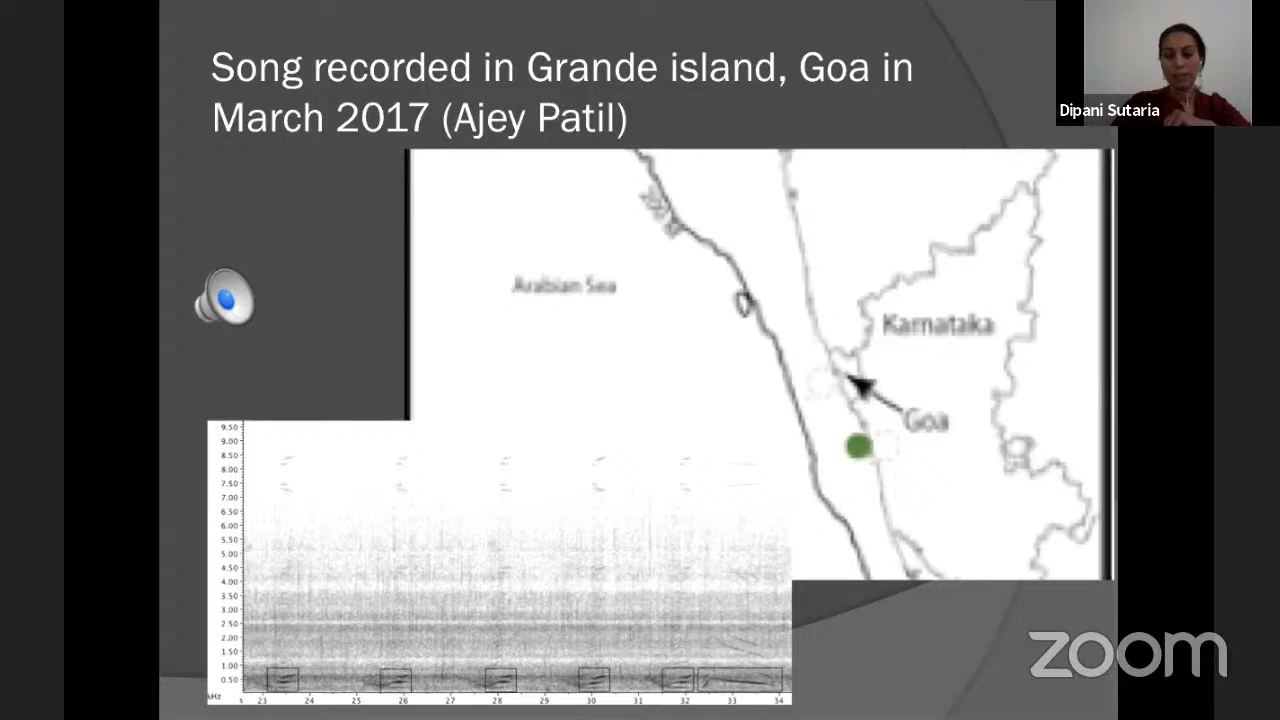 Song recorded in Grande island, Goa in
March 2017 (Ajey Patil)
Dipani Sutaria
Arabian Sea
Karnataka
Goa
9.50
9.00
8.50
8.00
7.50
7.00
6.50
6.00
5.50
5.00
4.50
4.00
3.50
3.00
2.50
2.00
1.50
1.00
0.50
kHz
s 23 24 25 26 27 28 29 30 31 32 33 34
zoom